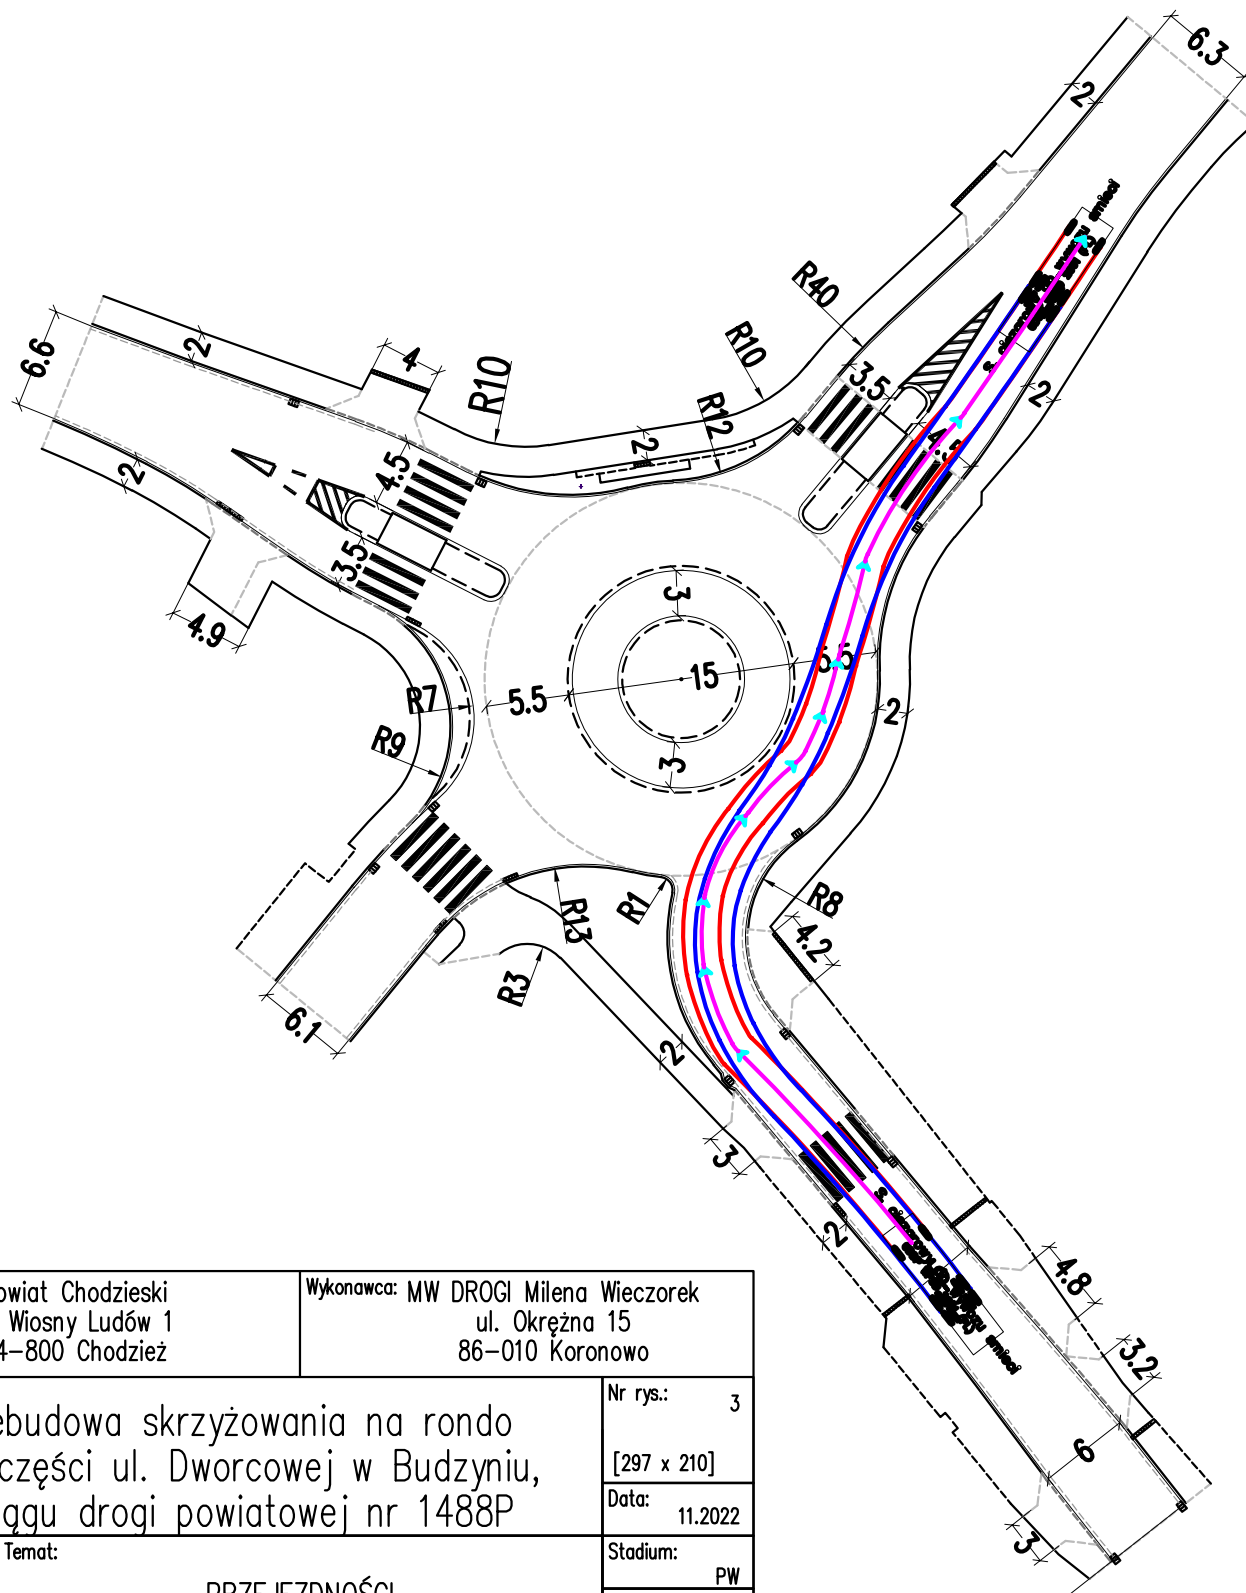 6.3
2
R40
R10
3.5
2
4
R10
R12
2
6.6
2
2
4.5
3.5
4.9
15
3
3
5.5
2
R7
R9
R8
4.2
R1
R13
R3
6.1
2
3
2
4.8
3.2
6
3
owiat Chodzieski
Wiosny Ludów 1
4-800 Chodzież
Wykonawca: MW DROGI Milena Wieczorek
ul. Okrężna 15
86-010 Koronowo
ebudowa skrzyżowania na rondo
części ul. Dworcowej w Budzyniu,
ągu drogi powiatowej nr 1488P
Nr rys.: 3
[297 x 210]
Data:
11.2022
Temat:
Stadium:
PW